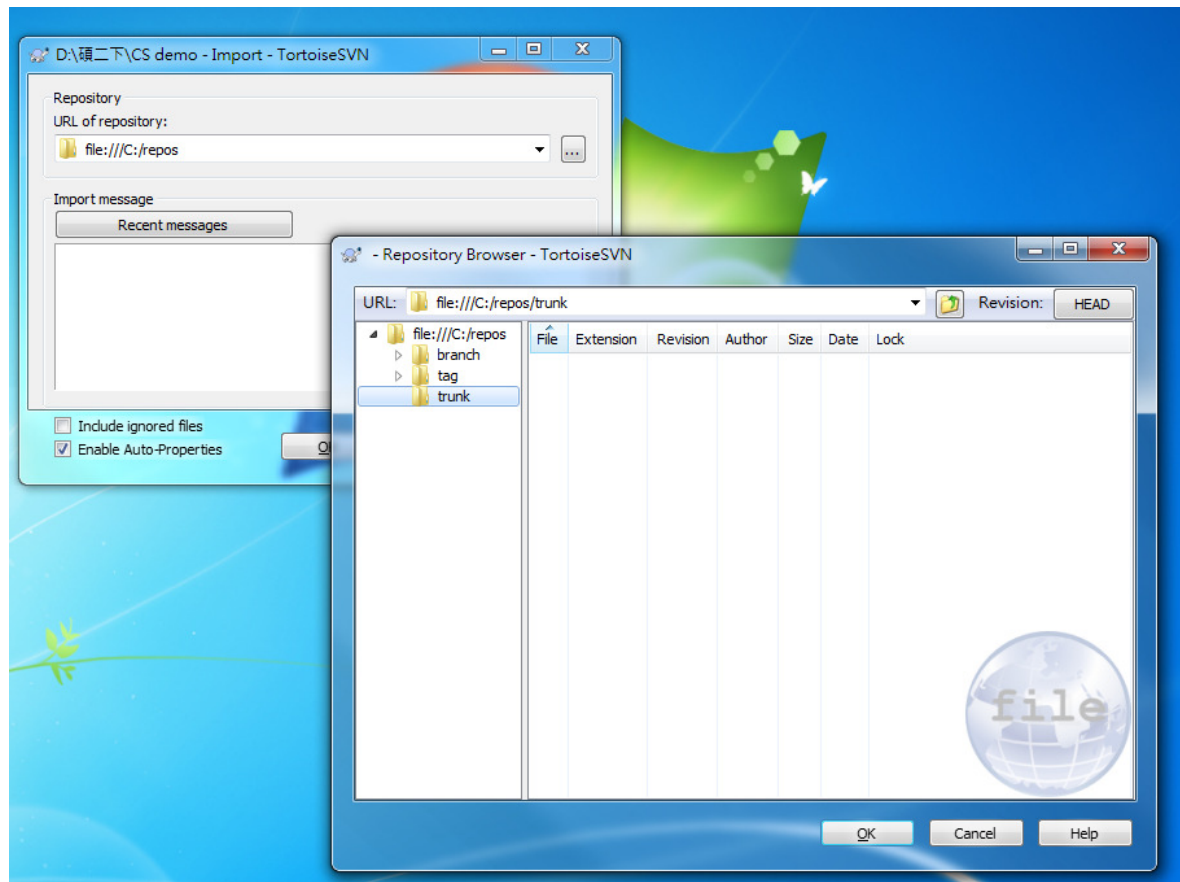 D:\碩二下\CS demo - Import - TortoiseSVN
Repository
URL of repository:
file:///C:/repos
...
Import message
Recent messages
Include ignored files
Enable Auto-Properties
- Repository Browser - TortoiseSVN
URL: file:///C:/repos/trunk Revision: HEAD
file:///C:/repos
branch
tag
trunk
File Extension Revision Author Size Date Lock
file
OK Cancel Help